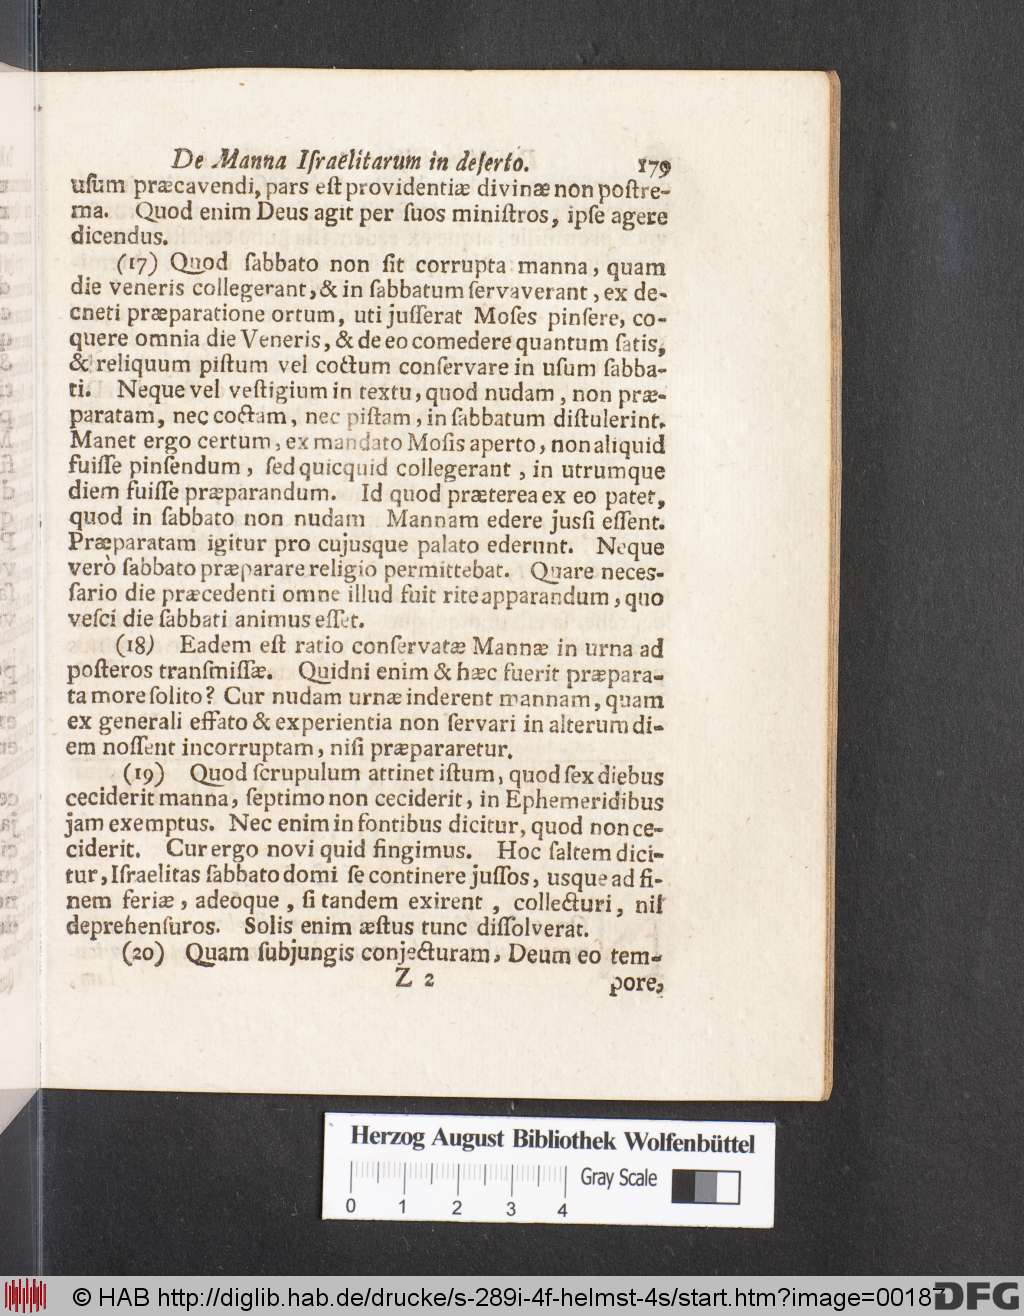 De Manna Iſraëlitarum in deſerto. 179
uſum præcavendi, pars eſt providentiæ divinæ non poſtre-
ma. Quod enim Deus agit per ſuos miniſtros, ipſe agere
dicendus.
(17) Quod ſabbato non ſit corrupta manna, quam
die veneris collegerant, & in ſabbatum ſervaverant, ex de-
cneti præparatione ortum, uti juſſerat Moſes pinſere, co-
quere omnia die Veneris, & de eo comedere quantum ſatis,
& reliquum piſtum vel coctum conſervare in uſum ſabba-
ti. Neque vel veſtigium in textu, quod nudam, non præ-
paratam, nec coctam, nec piſtam, in ſabbatum diſtulerint.
Manet ergo certum, ex mandato Moſis aperto, non aliquid
fuiſſe pinſendum, ſed quicquid collegerant, in utrumque
diem fuiſſe præparandum. Id quod præterea ex eo patet,
quod in ſabbato non nudam Mannam edere jusſi eſſent.
Præparatam igitur pro cujusque palato ederunt. Neque
verò ſabbato præparare religio permittebat. Quare neces-
ſario die præcedenti omne illud fuit rite apparandum, quo
veſci die ſabbati animus eſſet.
(18) Eadem eſt ratio conſervatæ Mannæ in urna ad
poſteros tranſmiſſæ. Quidni enim & hæc fuerit præpara-
ta more ſolito? Cur nudam urnæ inderent mannam, quam
ex generali effato & experientia non ſervari in alterum di-
em noſſent incorruptam, niſi præpararetur.
(19) Quod ſcrupulum attinet iſtum, quod ſex diebus
ceciderit manna, ſeptimo non ceciderit, in Ephemeridibus
jam exemptus. Nec enim in fontibus dicitur, quod non ce-
ciderit. Cur ergo novi quid fingimus. Hoc ſaltem dici-
tur, Iſraelitas ſabbato domi ſe continere juſſos, usque ad fi-
nem feriæ, adeoque, ſi tandem exirent, collecturi, nil
deprehenſuros. Solis enim æſtus tunc diſſolverat.
(20) Quam ſubjungis conjecturam, Deum eo tem-
Z 2 pore,
Herzog August Bibliothek Wolfenbüttel
Gray Scale
0 1 2 3 4
© HAB http://diglib.hab.de/drucke/s-289i-4f-helmst-4s/start.htm?image=00187
DFG